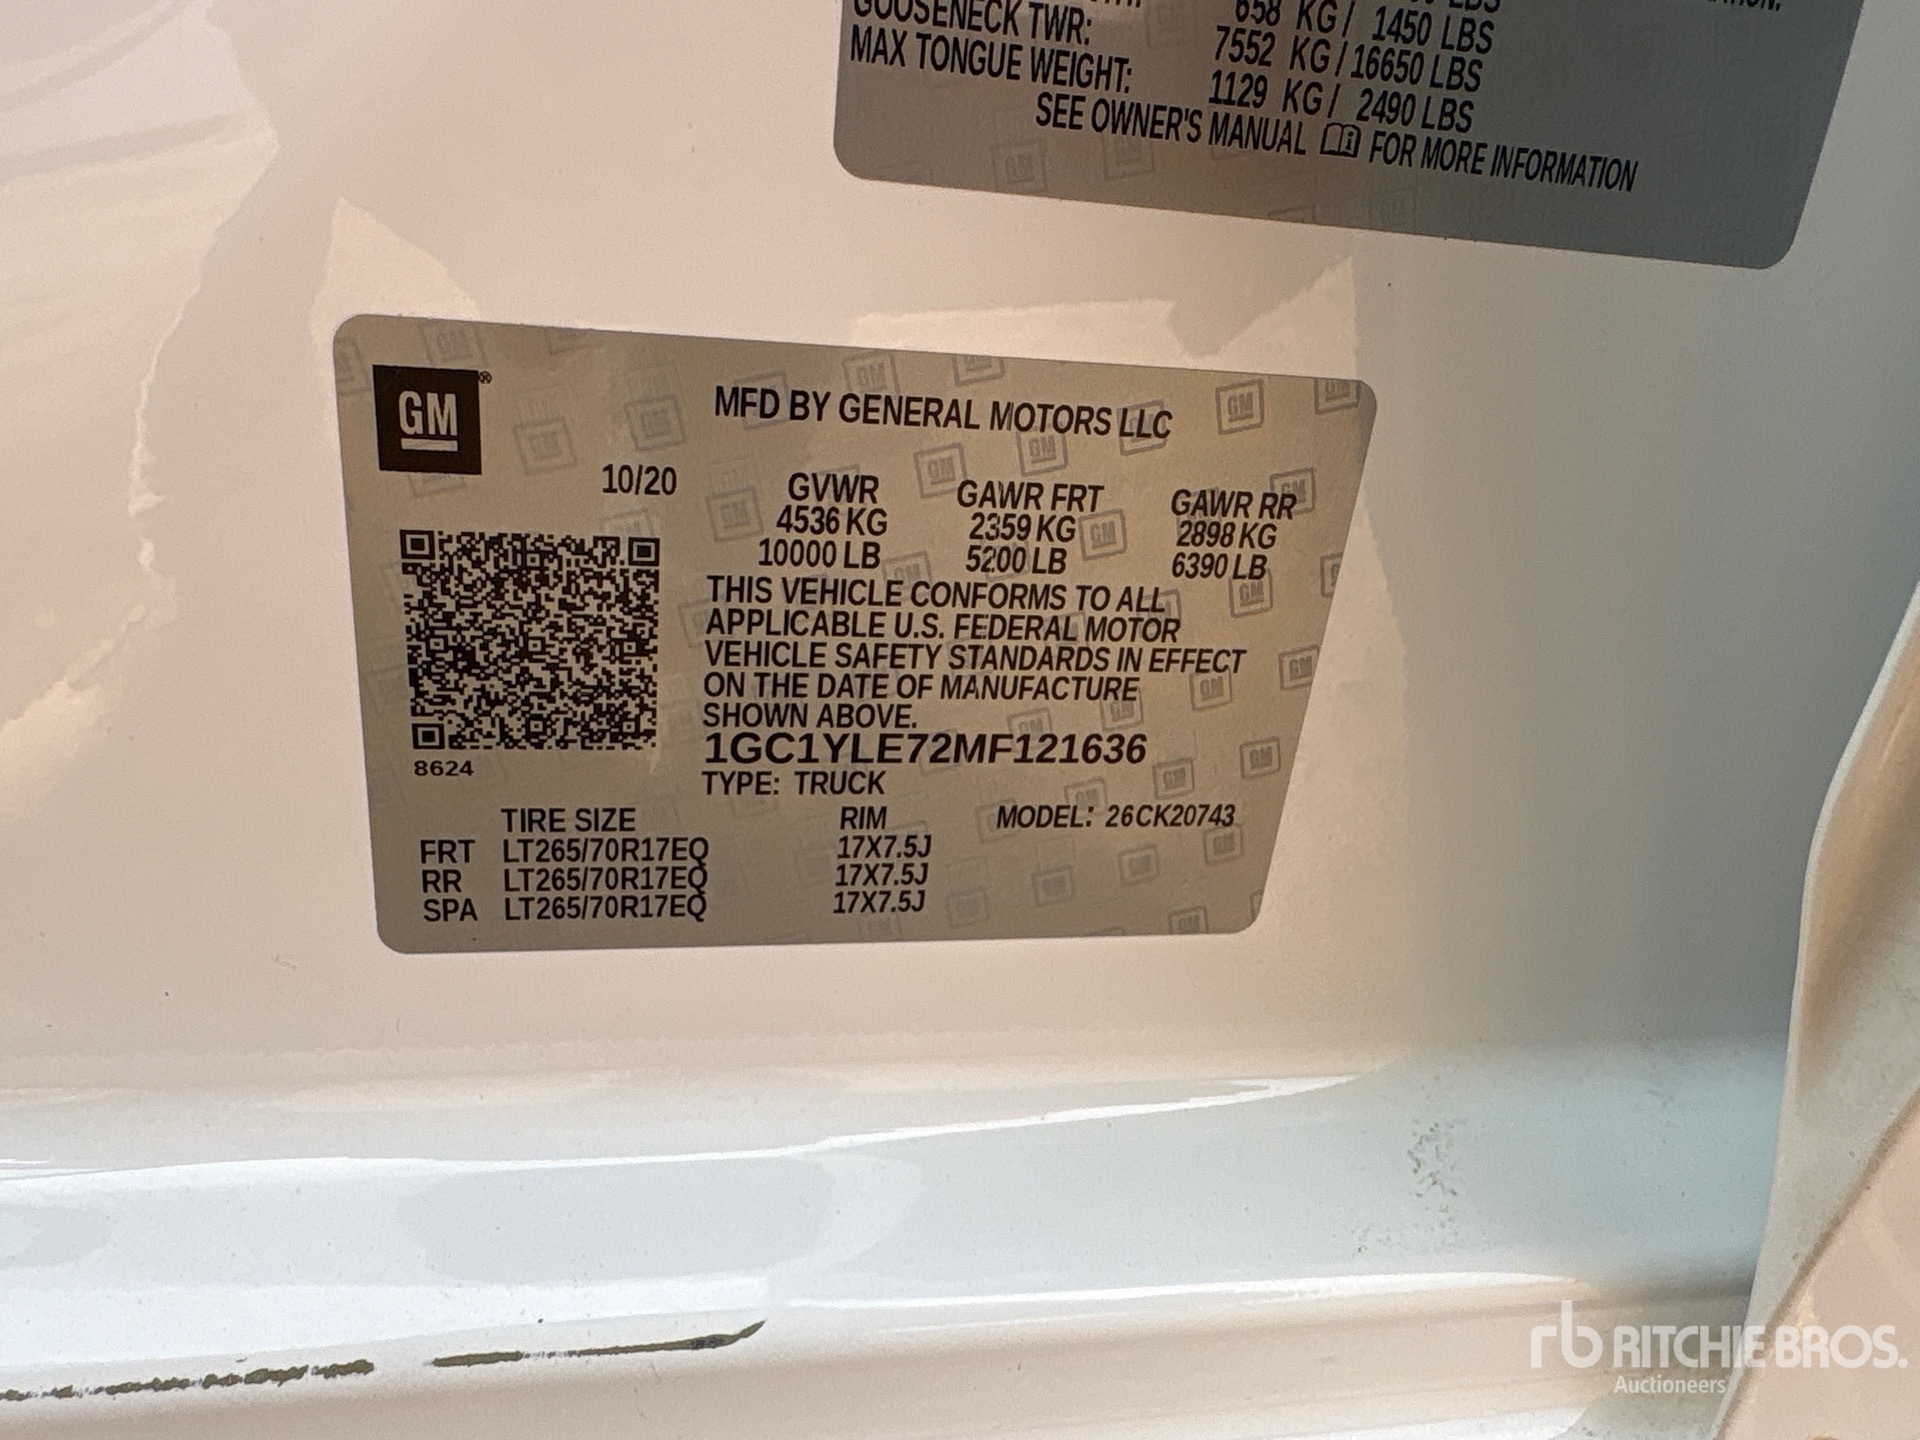 658 KG / 1450 LBS
GOOSENECK TWR: 7552 KG / 16650 LBS
MAX TONGUE WEIGHT: 1129 KG / 2490 LBS
SEE OWNER'S MANUAL FOR MORE INFORMATION
GM®
MFD BY GENERAL MOTORS LLC
10/20 GVWR GAWR FRT GAWR RR
4536 KG 2359 KG 2898 KG
10000 LB 5200 LB 6390 LB
THIS VEHICLE CONFORMS TO ALL
APPLICABLE U.S. FEDERAL MOTOR
VEHICLE SAFETY STANDARDS IN EFFECT
ON THE DATE OF MANUFACTURE
SHOWN ABOVE.
1GC1YLE72MF121636
8624
TYPE: TRUCK
TIRE SIZE RIM MODEL: 26CK20743
FRT LT265/70R17EQ 17X7.5J
RR LT265/70R17EQ 17X7.5J
SPA LT265/70R17EQ 17X7.5J
rb RITCHIE BROS.
Auctioneers